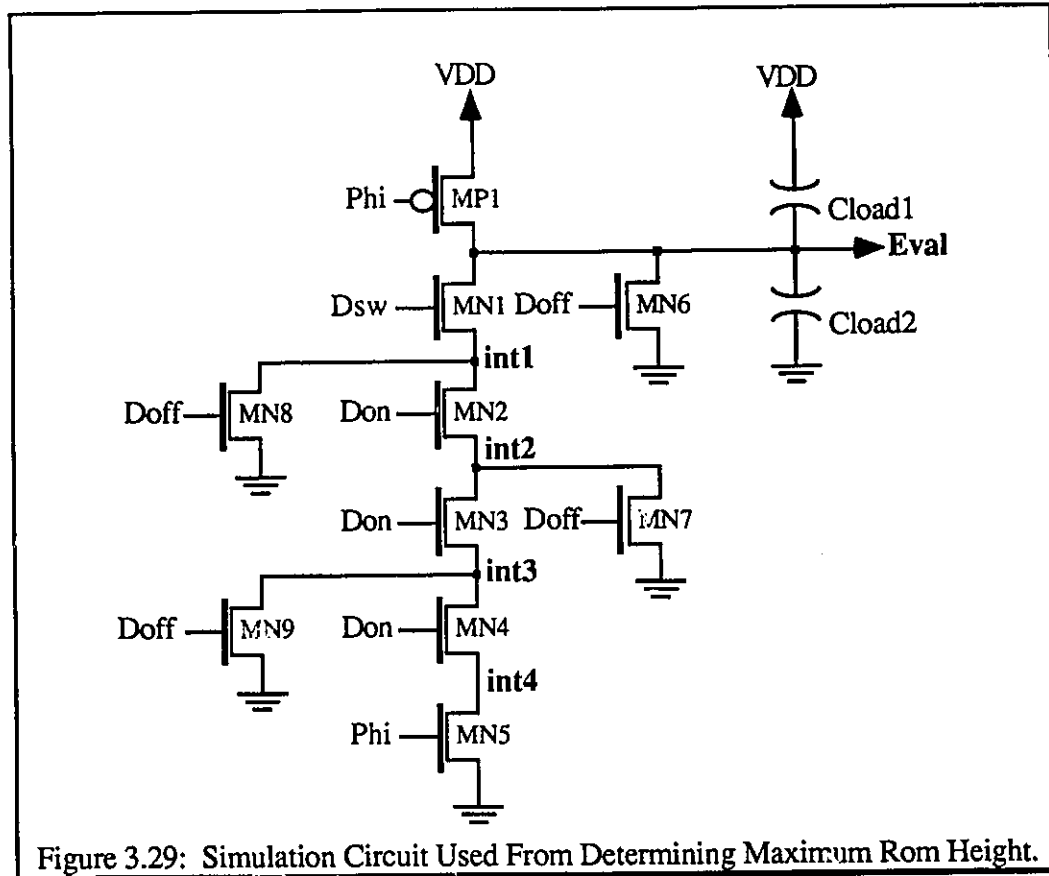 VDD
VDD
Phi
MP1
Cload1
Eval
Dsw
MN1
Doff
MN6
Cload2
int1
Doff
MN8
Don
MN2
int2
Don
MN3
Doff
MN7
int3
Doff
MN9
Don
MN4
int4
Phi
MN5
Figure 3.29: Simulation Circuit Used From Determining Maximum Rom Height.